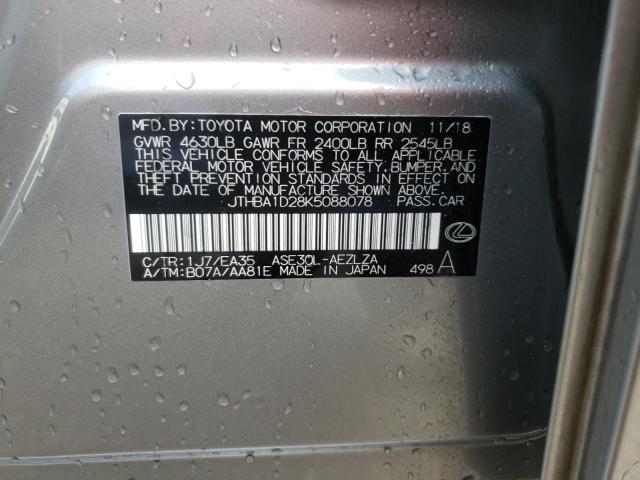 MFD.BY:TOYOTA MOTOR CORPORATION 11/18
GVWR 4630LB GAWR FR 2400LB RR 2545LB
THIS VEHICLE CONFORMS TO ALL APPLICABLE
FEDERAL MOTOR VEHICLE SAFETY,BUMPER,AND
THEFT PREVENTION STANDARDS IN EFFECT ON
THE DATE OF MANUFACTURE SHOWN ABOVE.
JTHBA1D28K5088078 PASS.CAR
C/TR:1J7/EA35 ASE30L-AEZLZA
A/TM:B07A/AA81E MADE IN JAPAN 498 A